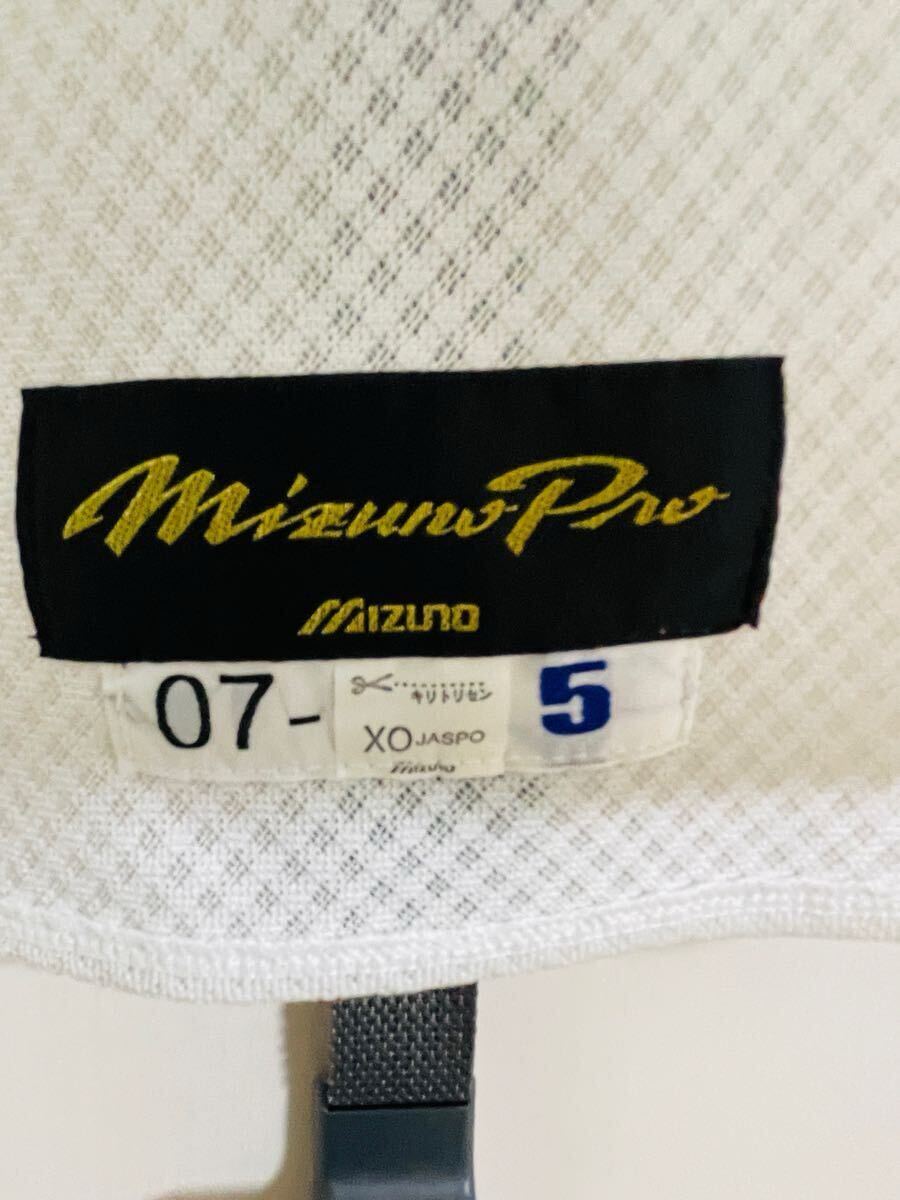 Mizuno Pro
MIZUNO
07-
キリトリセン
XO JASPO
Mizuno
5